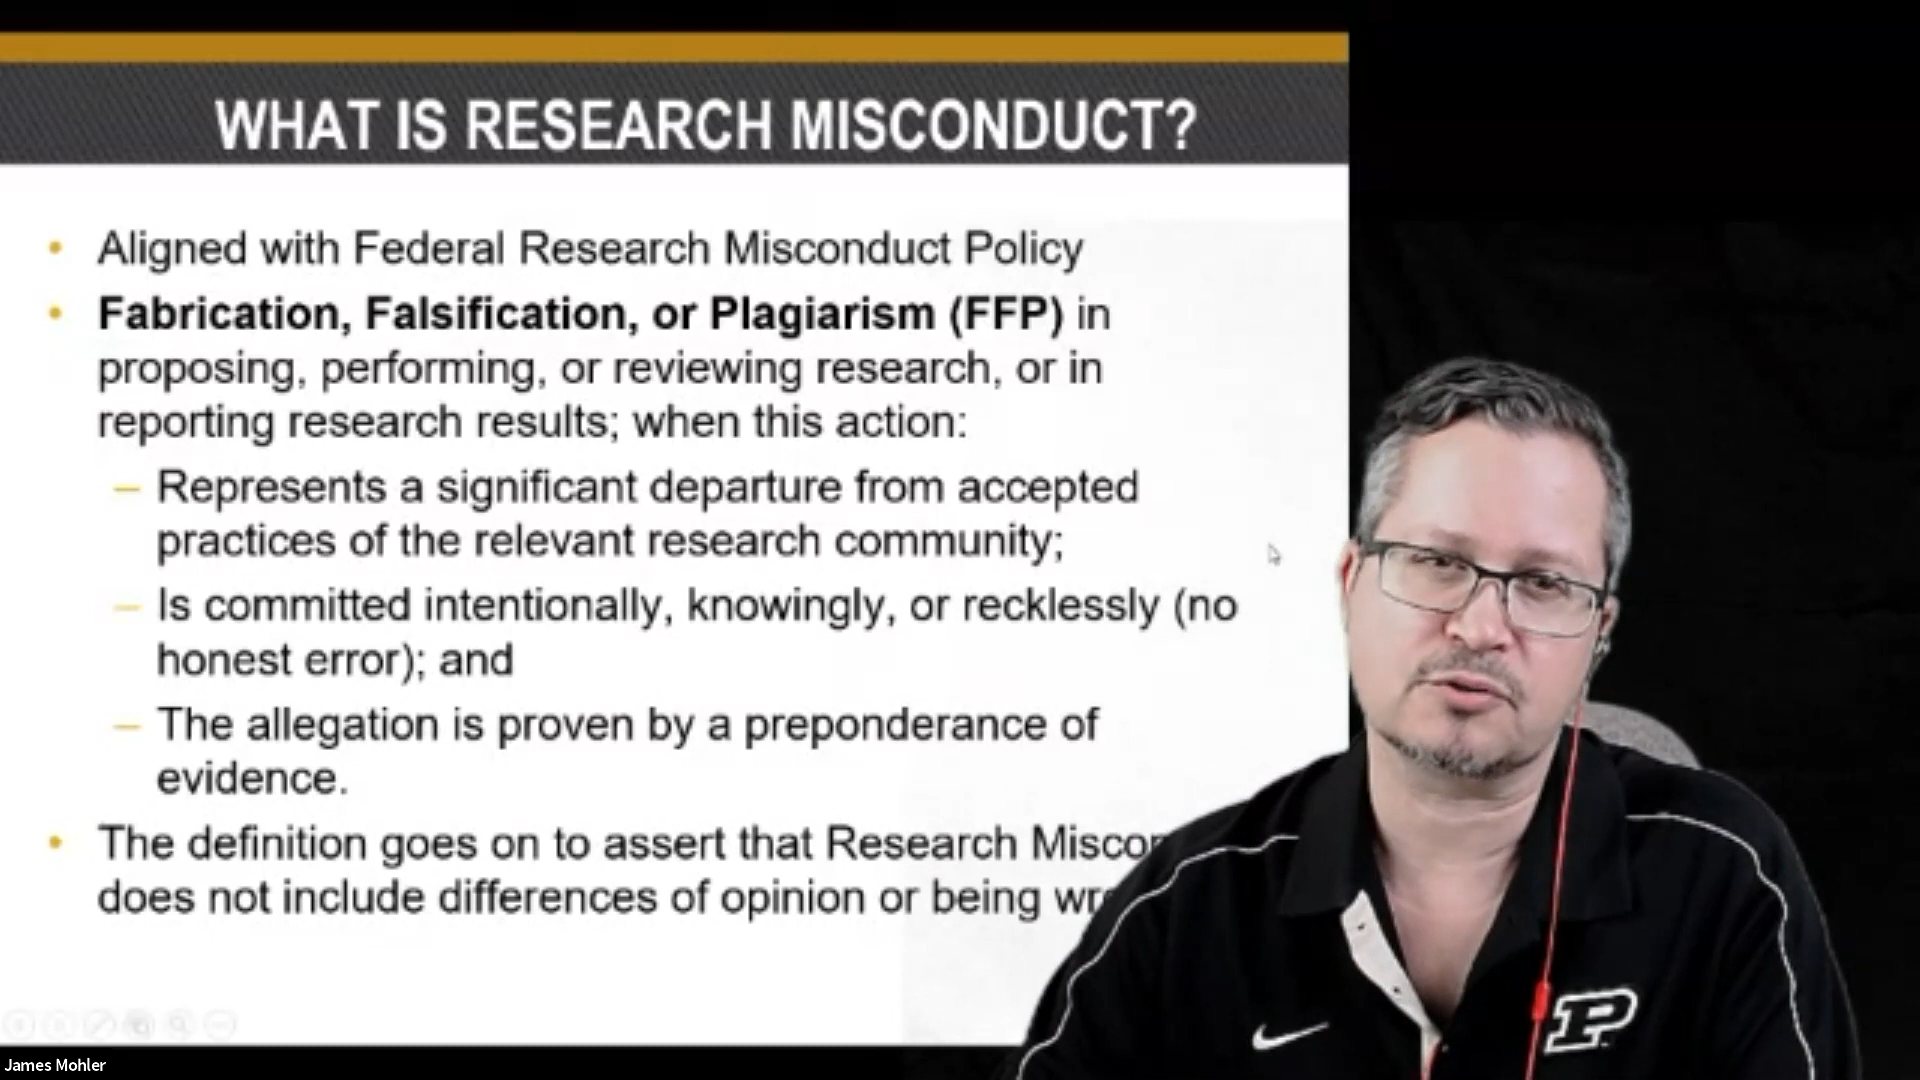 WHAT IS RESEARCH MISCONDUCT?
• Aligned with Federal Research Misconduct Policy
• Fabrication, Falsification, or Plagiarism (FFP) in
proposing, performing, or reviewing research, or in
reporting research results; when this action:
– Represents a significant departure from accepted
practices of the relevant research community;
– Is committed intentionally, knowingly, or recklessly (no
honest error); and
– The allegation is proven by a preponderance of
evidence.
• The definition goes on to assert that Research
does not include differences of opinion or being
P
James Mohler